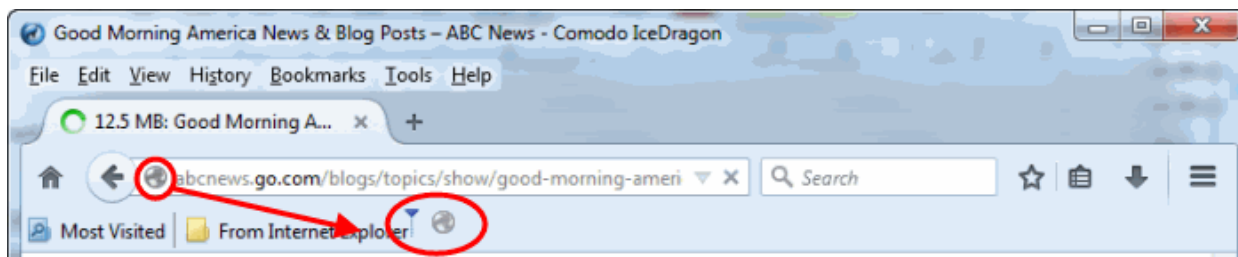 Good Morning America News & Blog Posts – ABC News - Comodo IceDragon
File Edit View History Bookmarks Tools Help
12.5 MB: Good Morning A...
abcnews.go.com/blogs/topics/show/good-morning-ameri Search
Most Visited From Internet Explorer